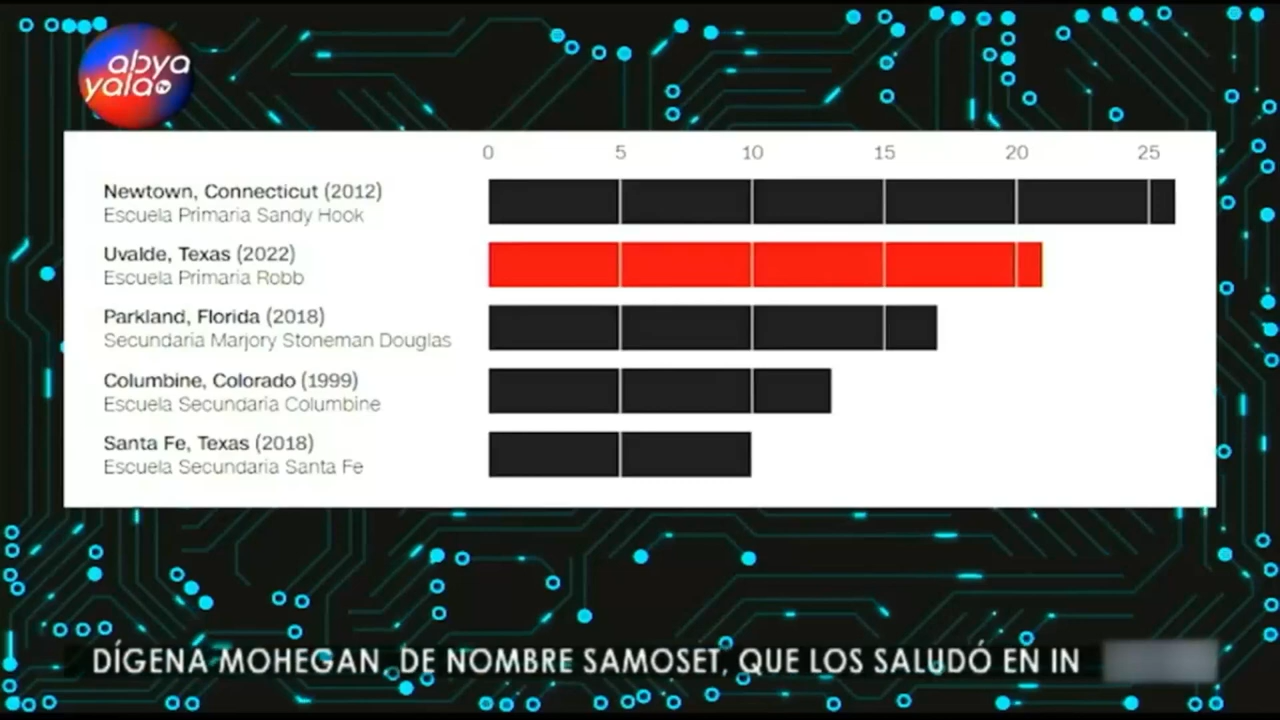 abya
yala tv
0 5 10 15 20 25
Newtown, Connecticut (2012)
Escuela Primaria Sandy Hook
Uvalde, Texas (2022)
Escuela Primaria Robb
Parkland, Florida (2018)
Secundaria Marjory Stoneman Douglas
Columbine, Colorado (1999)
Escuela Secundaria Columbine
Santa Fe, Texas (2018)
Escuela Secundaria Santa Fe
DÍGENA MOHEGAN, DE NOMBRE SAMOSET, QUE LOS SALUDÓ EN IN